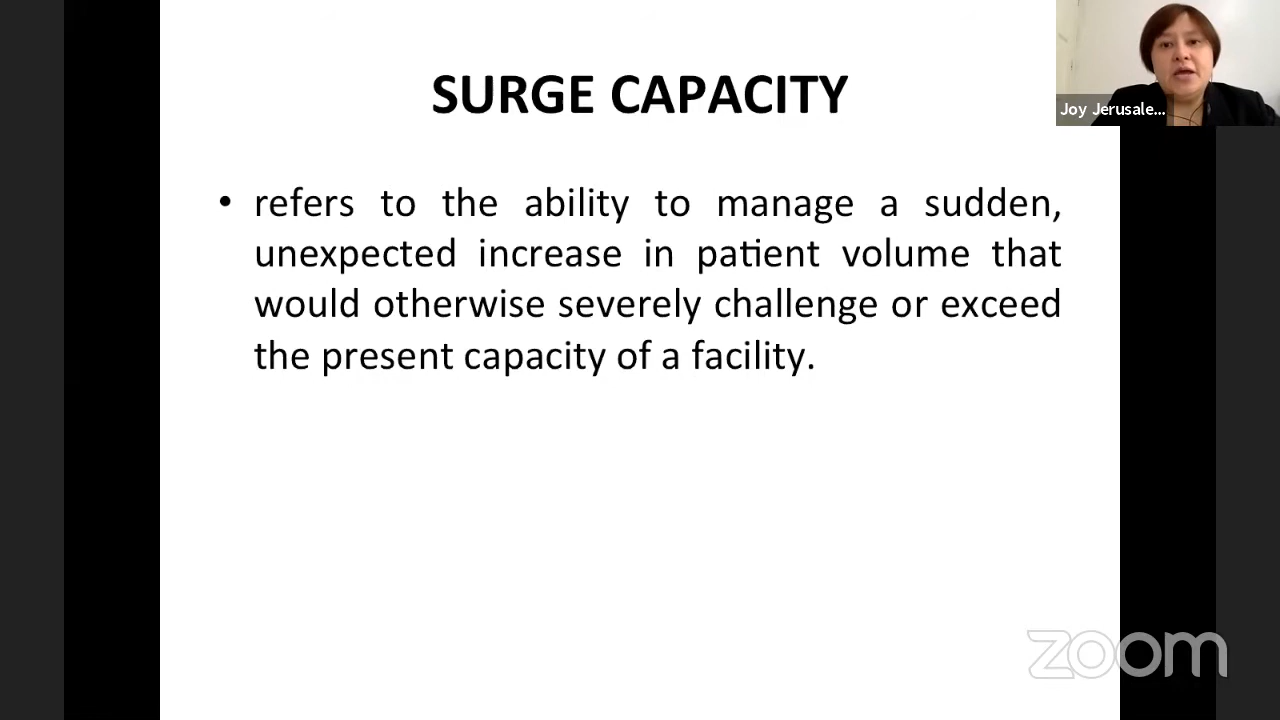 SURGE CAPACITY
• refers to the ability to manage a sudden,
unexpected increase in patient volume that
would otherwise severely challenge or exceed
the present capacity of a facility.
Joy Jerusale...
zoom